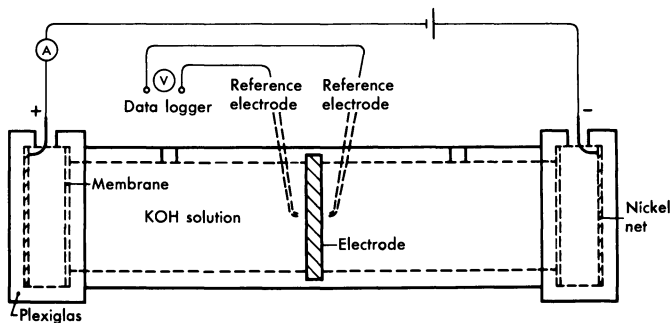 A
V
Data logger
Reference
electrode
Reference
electrode
+
−
Membrane
KOH solution
Electrode
Nickel
net
Plexiglas